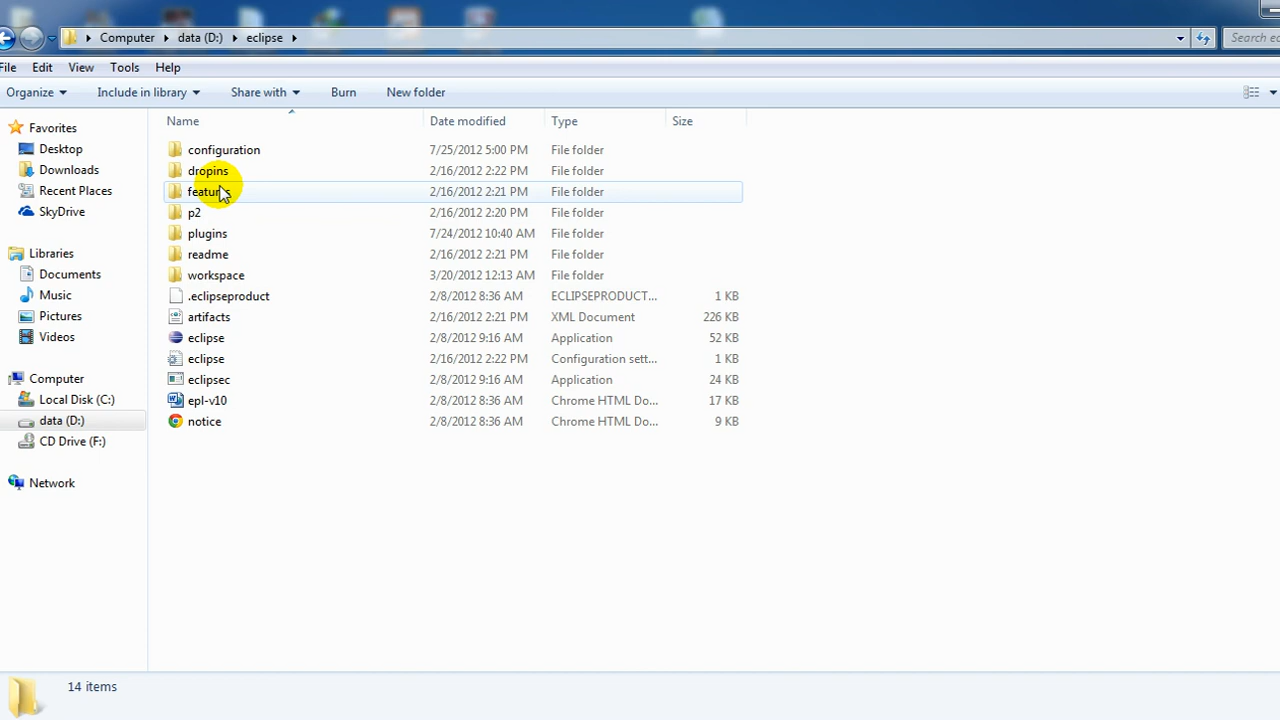 Computer data (D:) eclipse Search ec
File Edit View Tools Help
Organize Include in library Share with Burn New folder
Name Date modified Type Size
Favorites
Desktop
Downloads
Recent Places
SkyDrive
Libraries
Documents
Music
Pictures
Videos
Computer
Local Disk (C:)
data (D:)
CD Drive (F:)
Network
configuration 7/25/2012 5:00 PM File folder
dropins 2/16/2012 2:22 PM File folder
features 2/16/2012 2:21 PM File folder
p2 2/16/2012 2:20 PM File folder
plugins 7/24/2012 10:40 AM File folder
readme 2/16/2012 2:21 PM File folder
workspace 3/20/2012 12:13 AM File folder
.eclipseproduct 2/8/2012 8:36 AM ECLIPSEPRODUCT... 1 KB
artifacts 2/16/2012 2:21 PM XML Document 226 KB
eclipse 2/8/2012 9:16 AM Application 52 KB
eclipse 2/16/2012 2:22 PM Configuration sett... 1 KB
eclipsec 2/8/2012 9:16 AM Application 24 KB
epl-v10 2/8/2012 8:36 AM Chrome HTML Do... 17 KB
notice 2/8/2012 8:36 AM Chrome HTML Do... 9 KB
14 items